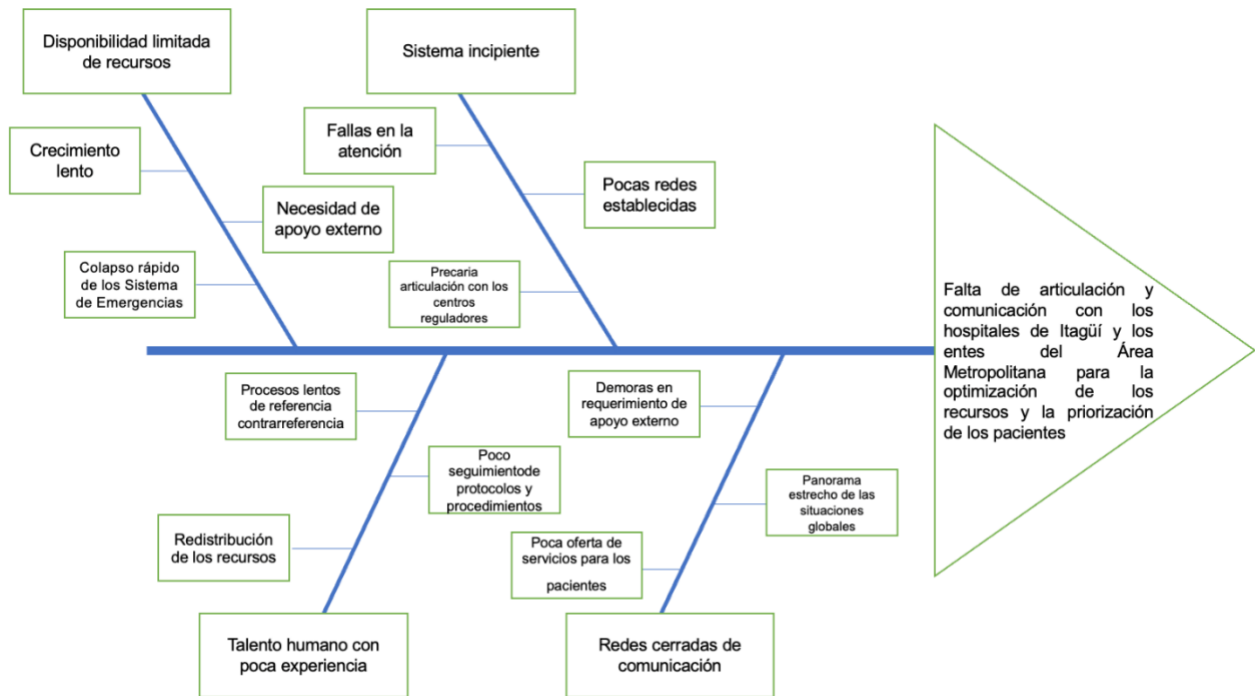 Disponibilidad limitada
de recursos
Sistema incipiente
Crecimiento
lento
Fallas en la
atención
Necesidad de
apoyo externo
Pocas redes
establecidas
Colapso rápido
de los Sistema
de Emergencias
Precaria
articulación con los
centros
reguladores
Falta de articulación y
comunicación con los
hospitales de Itagüí y los
entes del Área
Metropolitana para la
optimización de los
recursos y la priorización
de los pacientes
Procesos lentos
de referencia
contrarreferencia
Demoras en
requerimiento de
apoyo externo
Poco
seguimientode
protocolos y
procedimientos
Panorama
estrecho de las
situaciones
globales
Redistribución
de los recursos
Poca oferta de
servicios para los
pacientes
Talento humano con
poca experiencia
Redes cerradas de
comunicación